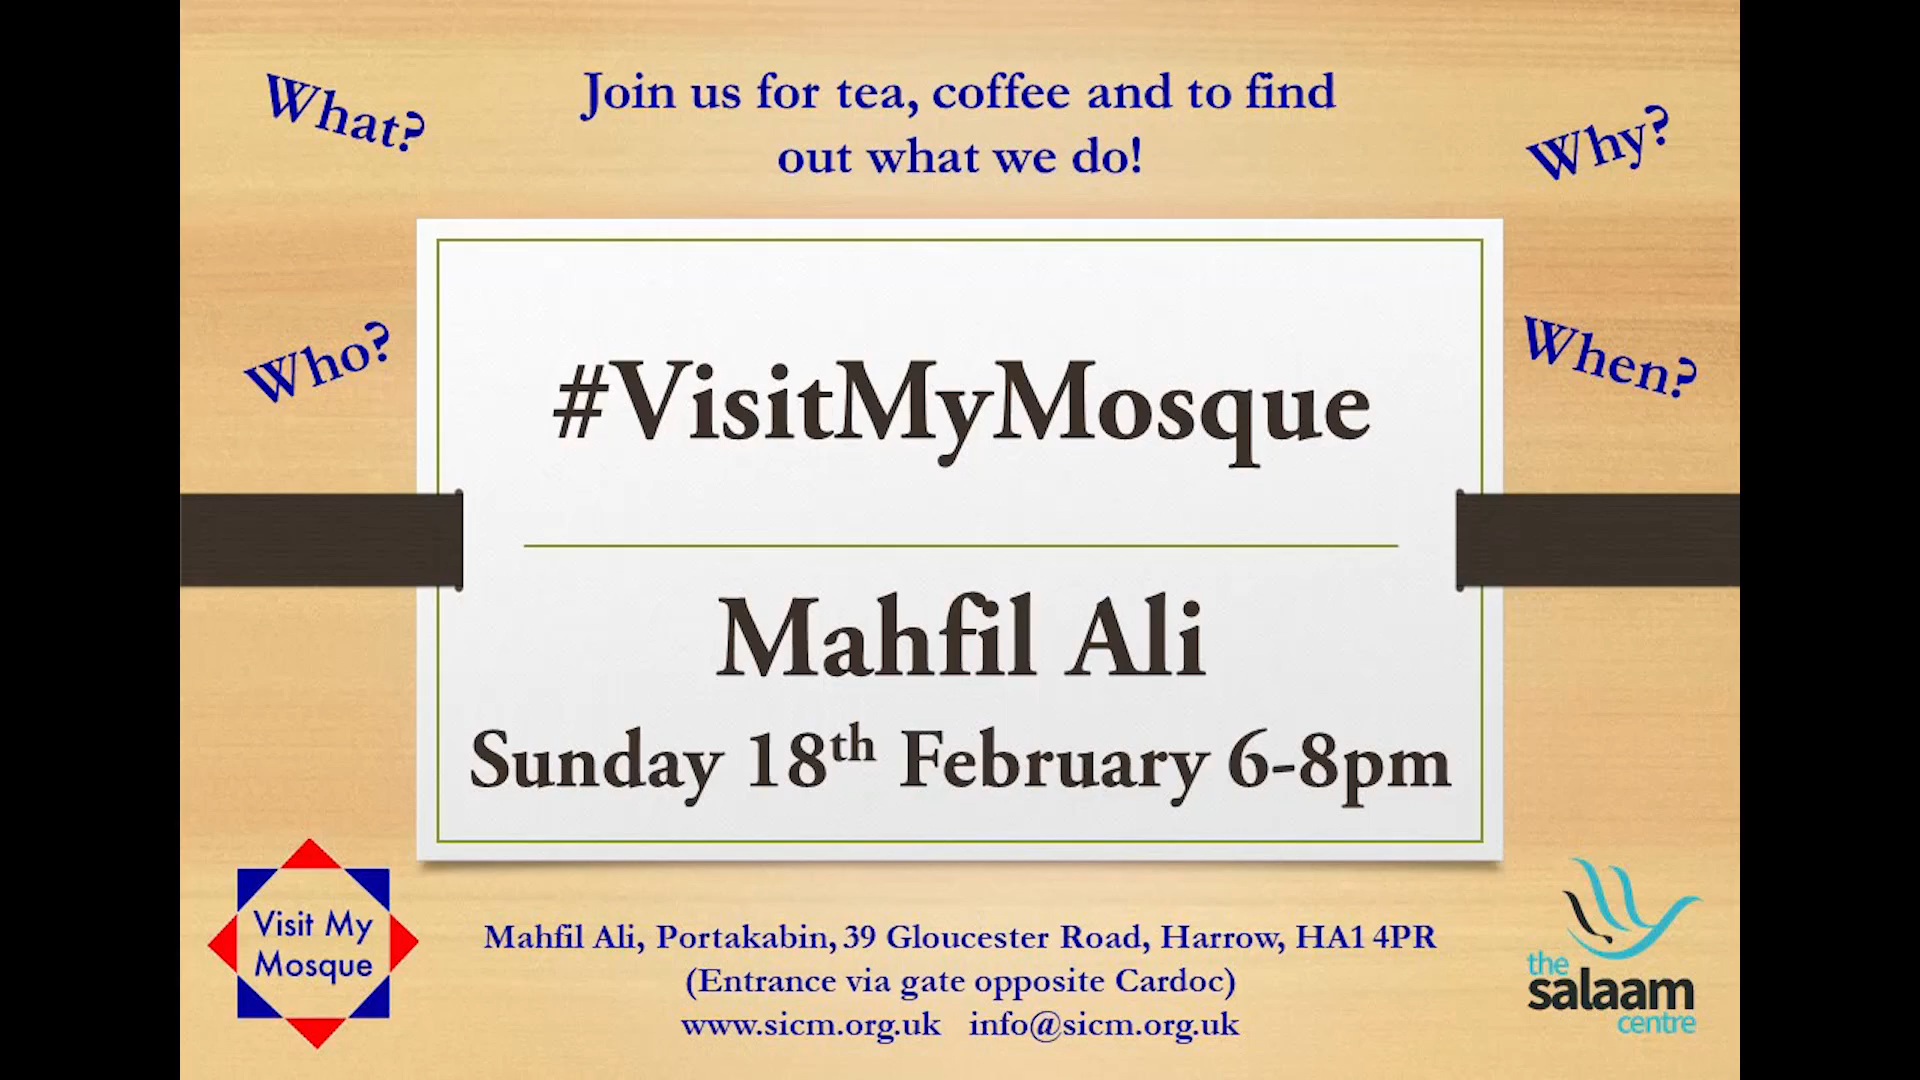 What?
Join us for tea, coffee and to find
out what we do!
Why?
Who?
When?
#VisitMyMosque
Mahfil Ali
Sunday 18th February 6-8pm
Visit My
Mosque
Mahfil Ali, Portakabin, 39 Gloucester Road, Harrow, HA1 4PR
(Entrance via gate opposite Cardoc)
www.sicm.org.uk info@sicm.org.uk
the
salaam
centre